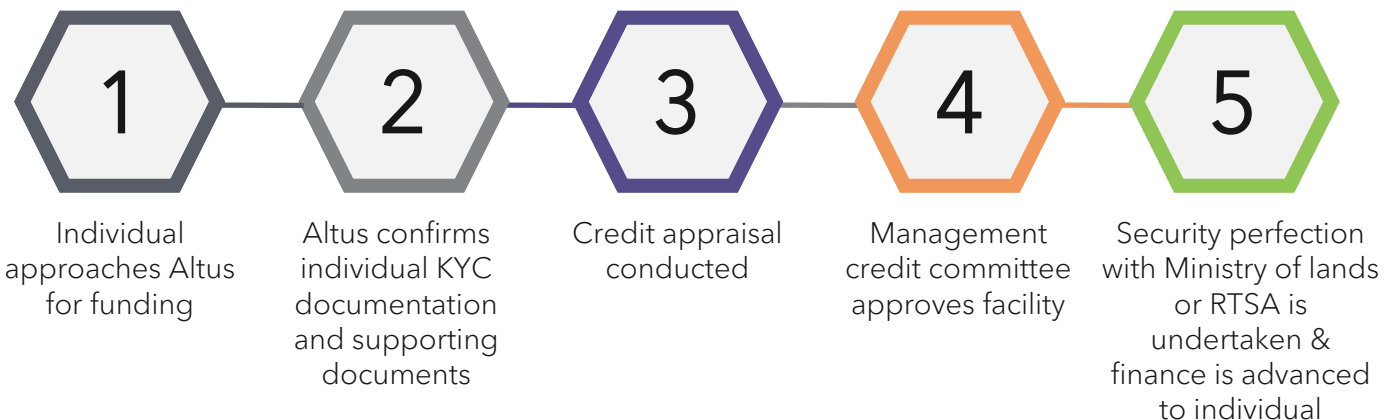 1
2
3
4
5
Individual
approaches Altus
for funding
Altus confirms
individual KYC
documentation
and supporting
documents
Credit appraisal
conducted
Management
credit committee
approves facility
Security perfection
with Ministry of lands
or RTSA is
undertaken &
finance is advanced
to individual